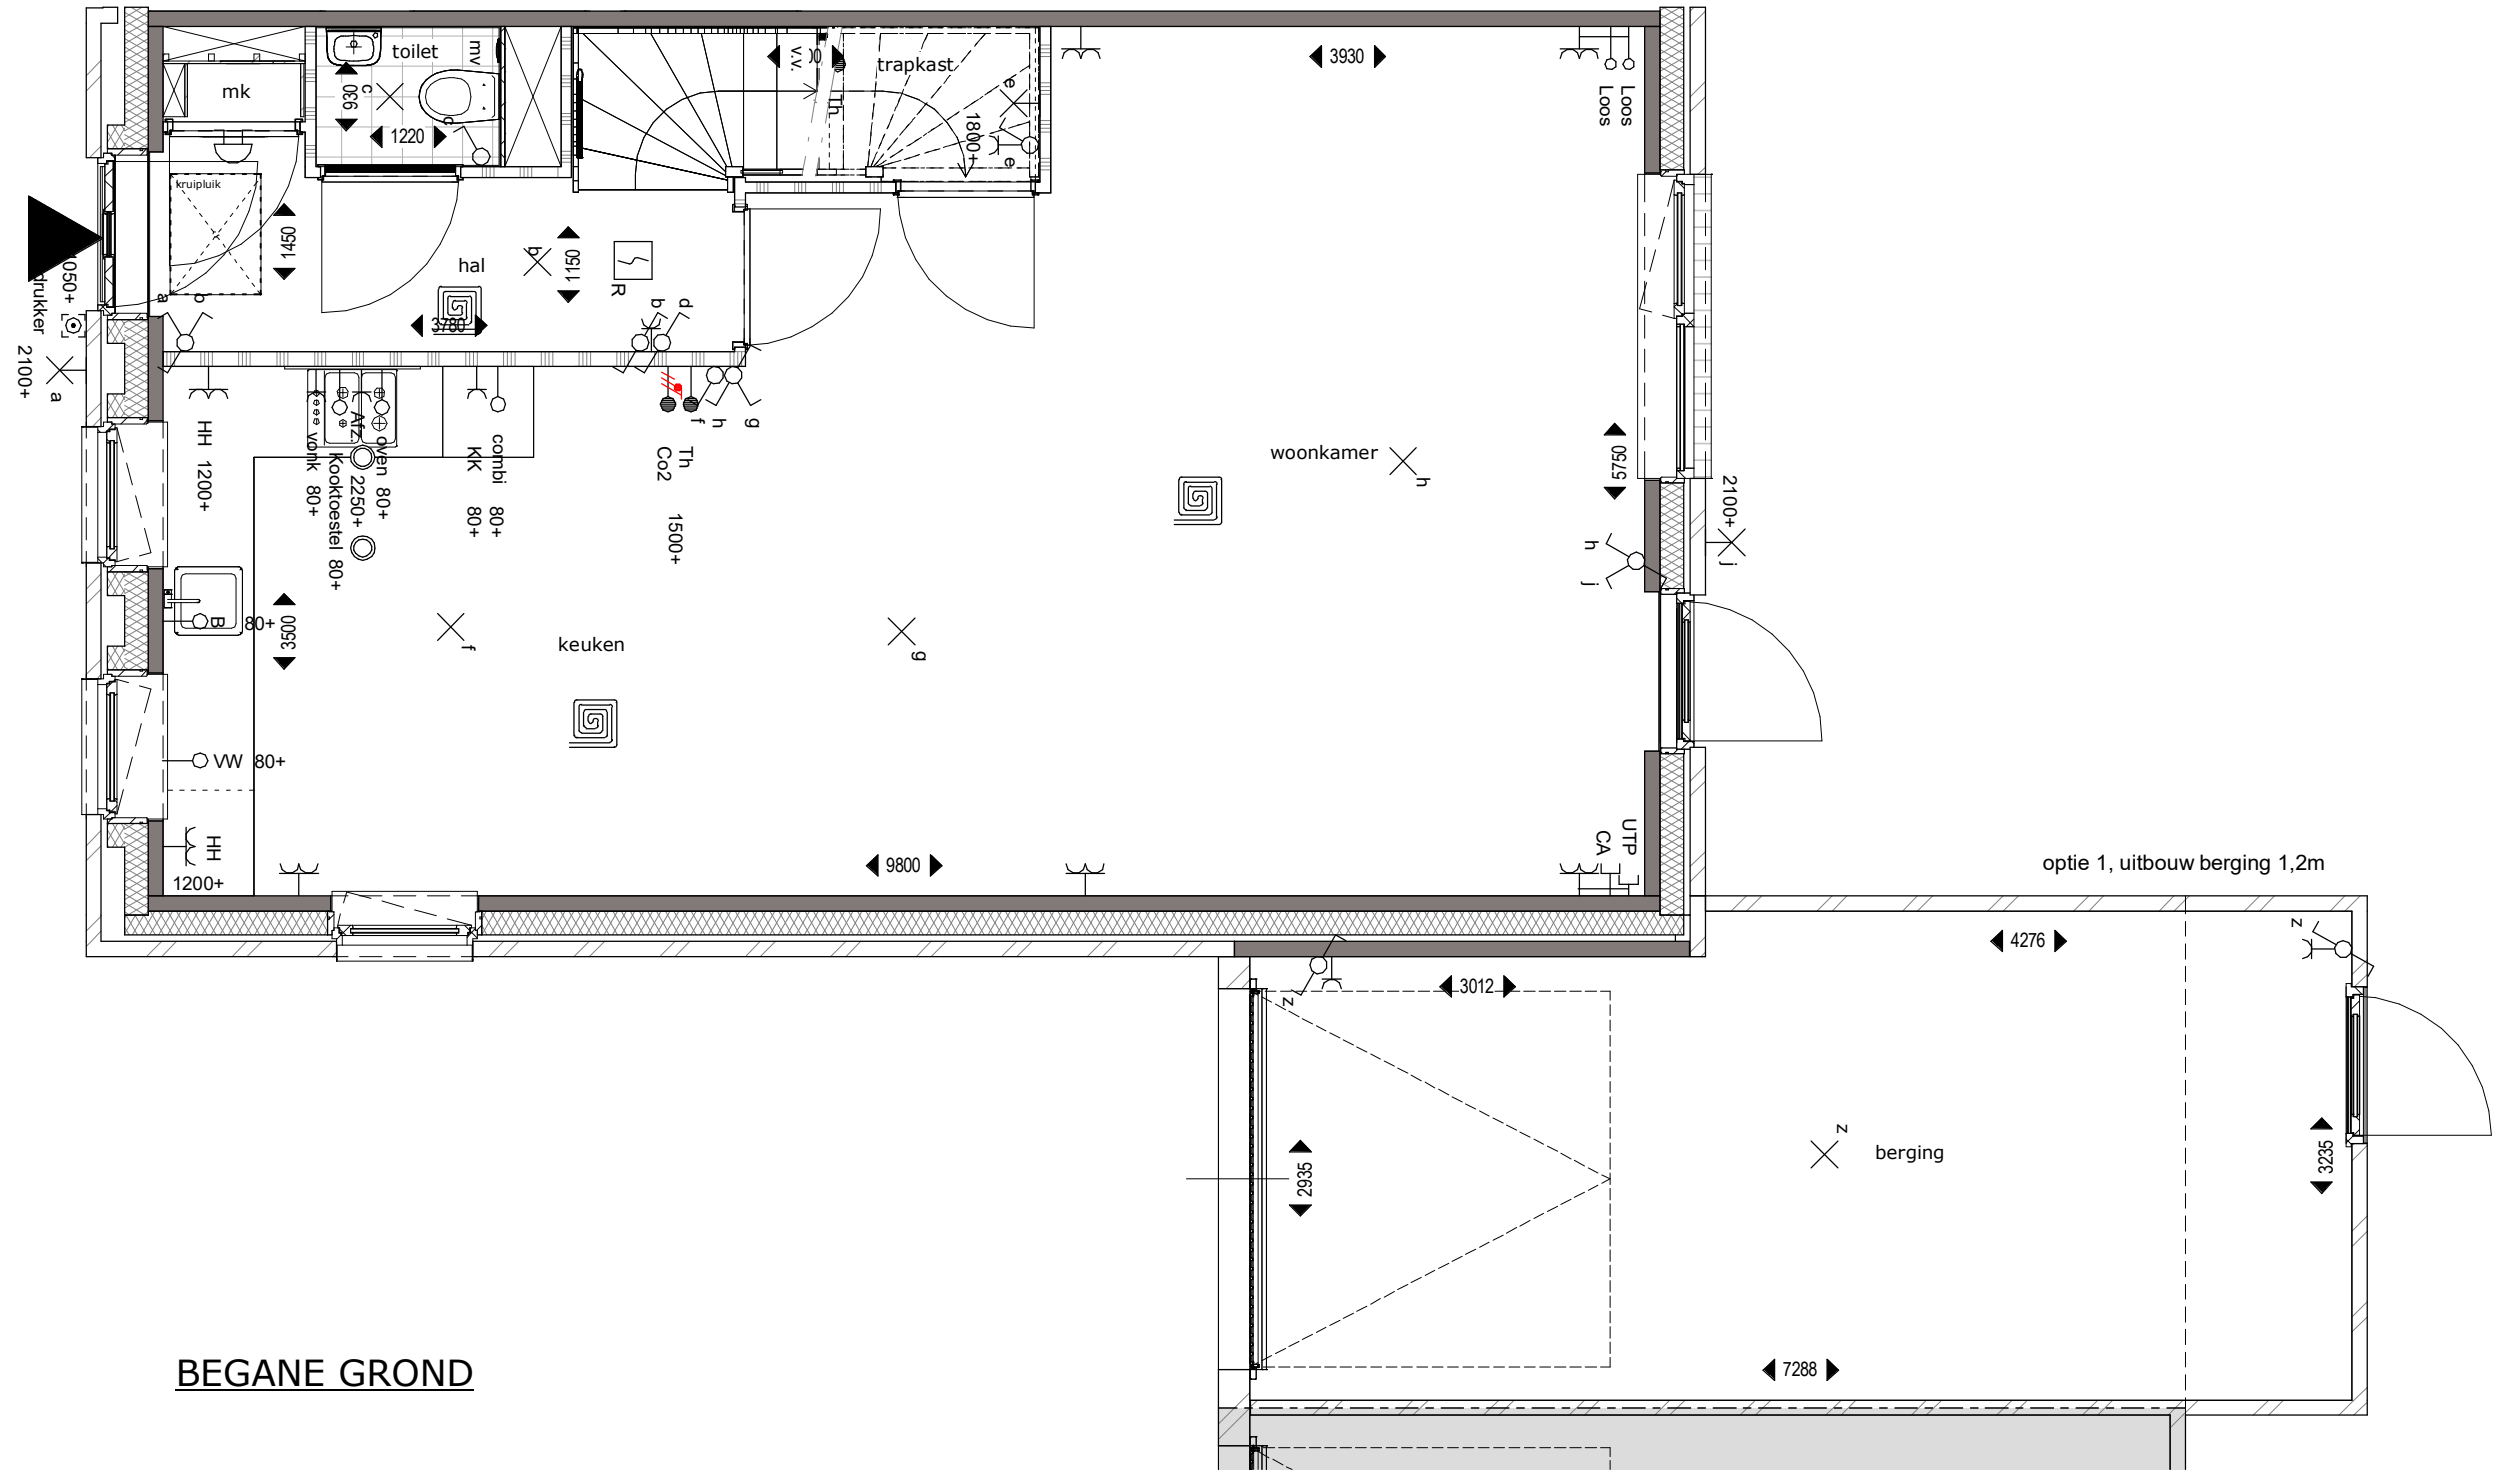 toilet
mv
v.v.
trapkast
e
3930
mk
930
c
1220
c
Th
1800+
e
Loos
Loos
kruipluik
1450
hal
b
1150
R
1050+
drukker
a
b
3780
b
d
2100+
a
HH 1200+
vonk 80+
Kooktoestel 80+
Afz. 2250+
oven 80+
KK 80+
combi 80+
Co2 1500+
Th
f
h
g
woonkamer
h
5750
2100+
j
h
j
B 80+
3500
f
keuken
g
VW 80+
HH
1200+
9800
CA
UTP
optie 1, uitbouw berging 1,2m
z
4276
z
3012
z
berging
2935
3235
7288
BEGANE GROND